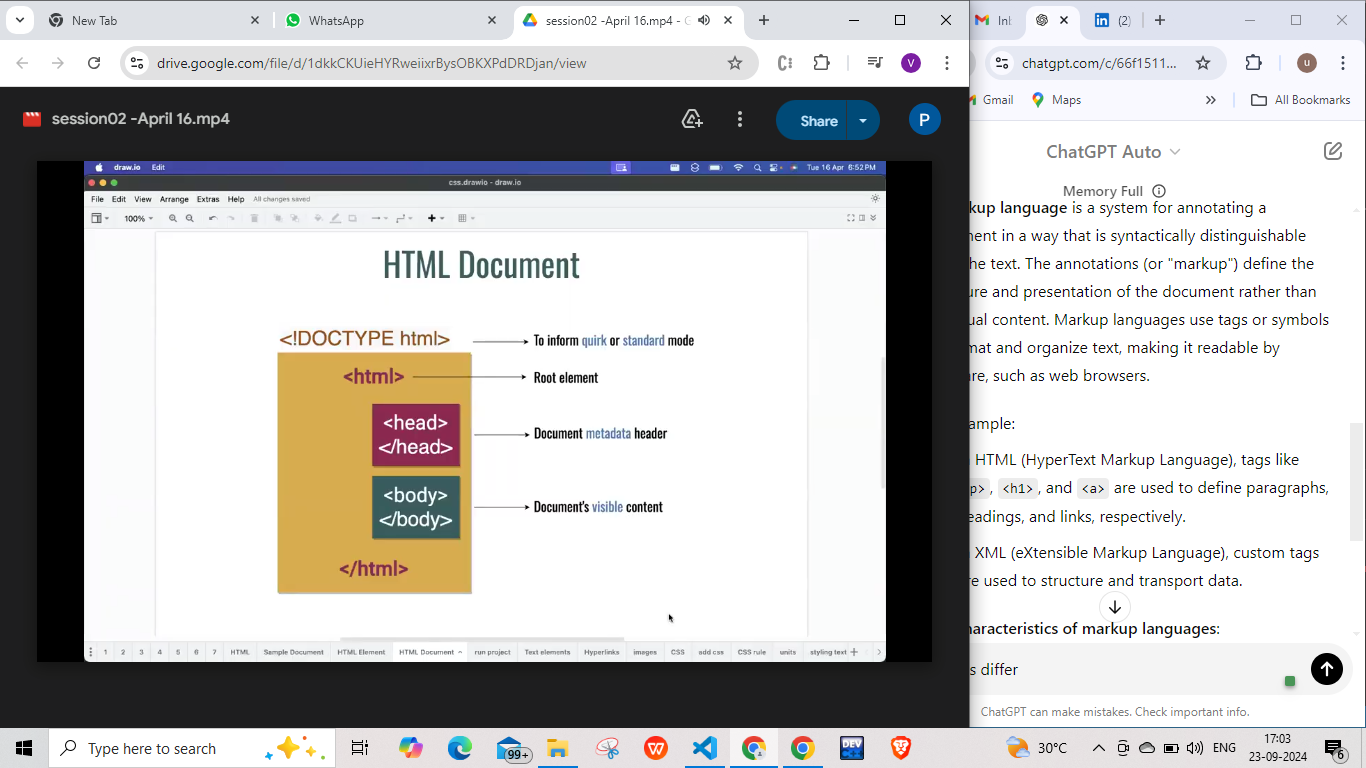 New Tab
WhatsApp
session02 -April 16.mp4 - G
drive.google.com/file/d/1dkkCKUieHYRweiixrBysOBKXPdDRDjan/view
V
session02 -April 16.mp4
Share
P
draw.io Edit Tue 16 Apr 6:52 PM
css.drawio - draw.io
File Edit View Arrange Extras Help All changes saved
100%
HTML Document
<!DOCTYPE html>
To inform quirk or standard mode
<html>
Root element
<head>
</head>
Document metadata header
<body>
</body>
Document's visible content
</html>
1 2 3 4 5 6 7 HTML Sample Document HTML Element HTML Document run project Text elements Hyperlinks images CSS add css CSS rule units styling text
Inl
(2)
chatgpt.com/c/66f1511...
u
Gmail
Maps
All Bookmarks
ChatGPT Auto
Memory Full
kup language is a system for annotating a
ent in a way that is syntactically distinguishable
he text. The annotations (or "markup") define the
ure and presentation of the document rather than
ual content. Markup languages use tags or symbols
mat and organize text, making it readable by
re, such as web browsers.
ample:
HTML (HyperText Markup Language), tags like
p>, <h1>, and <a> are used to define paragraphs,
eadings, and links, respectively.
XML (eXtensible Markup Language), custom tags
re used to structure and transport data.
haracteristics of markup languages:
s differ
ChatGPT can make mistakes. Check important info.
Type here to search
99+
DEV
30°C
ENG
17:03
23-09-2024
6